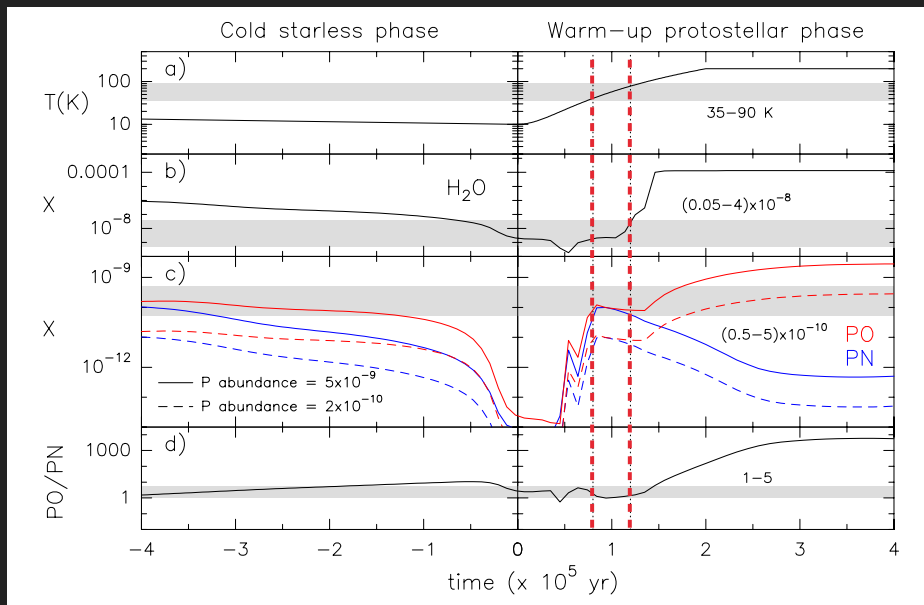 Cold starless phase
Warm-up protostellar phase
a)
T(K)
100
10
35-90 K
b)
X
0.0001
10⁻⁸
H₂O
(0.05-4)x10⁻⁸
c)
X
10⁻⁹
10⁻¹²
(0.5-5)x10⁻¹⁰
PO
PN
P abundance = 5x10⁻⁹
P abundance = 2x10⁻¹⁰
d)
PO/PN
1000
1
1-5
-4 -3 -2 -1 0 1 2 3 4
time (x 10⁵ yr)